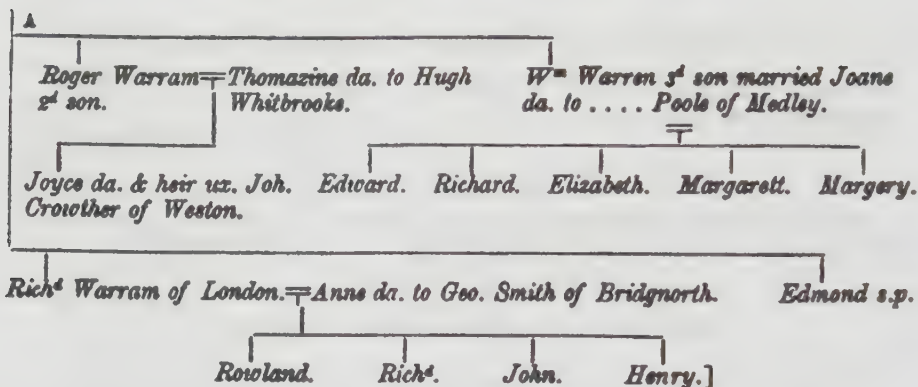 A
Roger Warram
2d son.
Thomazine da. to Hugh
Whitbrooke.
Wm Warren 3d son married Joane
da. to .... Poole of Medley.
Joyce da. & heir ux. Joh.
Crowther of Weston.
Edward. Richard. Elizabeth. Margarett. Margery.
Richd Warram of London. Anne da. to Geo. Smith of Bridgnorth. Edmond s.p.
Rowland. Richd. John. Henry.]